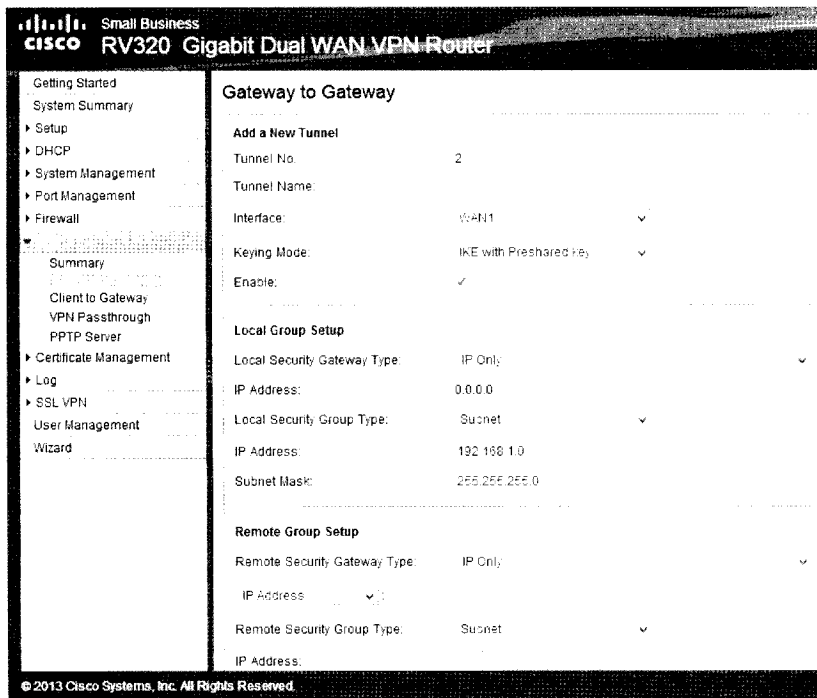 Small Business
CISCO RV320 Gigabit Dual WAN VPN Router
Getting Started
System Summary
Setup
DHCP
System Management
Port Management
Firewall
Summary
Client to Gateway
VPN Passthrough
PPTP Server
Certificate Management
Log
SSL VPN
User Management
Wizard
Gateway to Gateway
Add a New Tunnel
Tunnel No. 2
Tunnel Name:
Interface: WAN1
Keying Mode: IKE with Preshared key
Enable:
Local Group Setup
Local Security Gateway Type: IP Only
IP Address: 0.0.0.0
Local Security Group Type: Subnet
IP Address: 192.168.1.0
Subnet Mask: 255.255.255.0
Remote Group Setup
Remote Security Gateway Type: IP Only
IP Address :
Remote Security Group Type: Subnet
IP Address:
© 2013 Cisco Systems, Inc. All Rights Reserved.